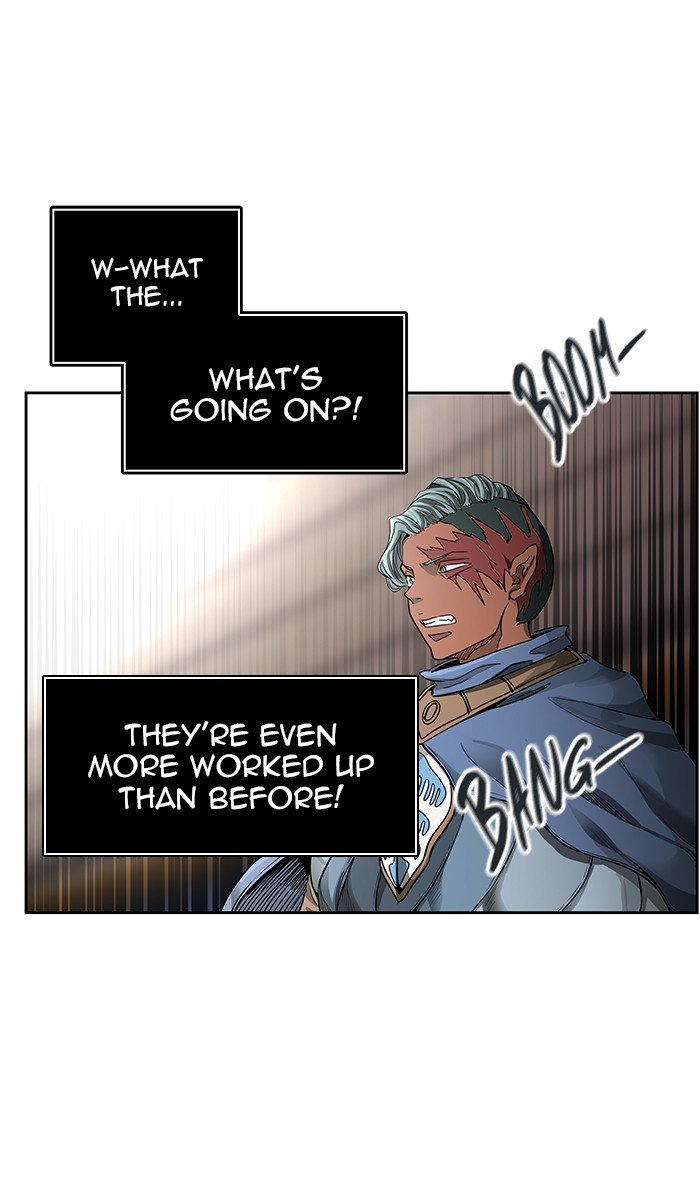 W-WHAT
THE...
WHAT'S
GOING ON?!
BOOM—
THEY'RE EVEN
MORE WORKED UP
THAN BEFORE!
BANG—